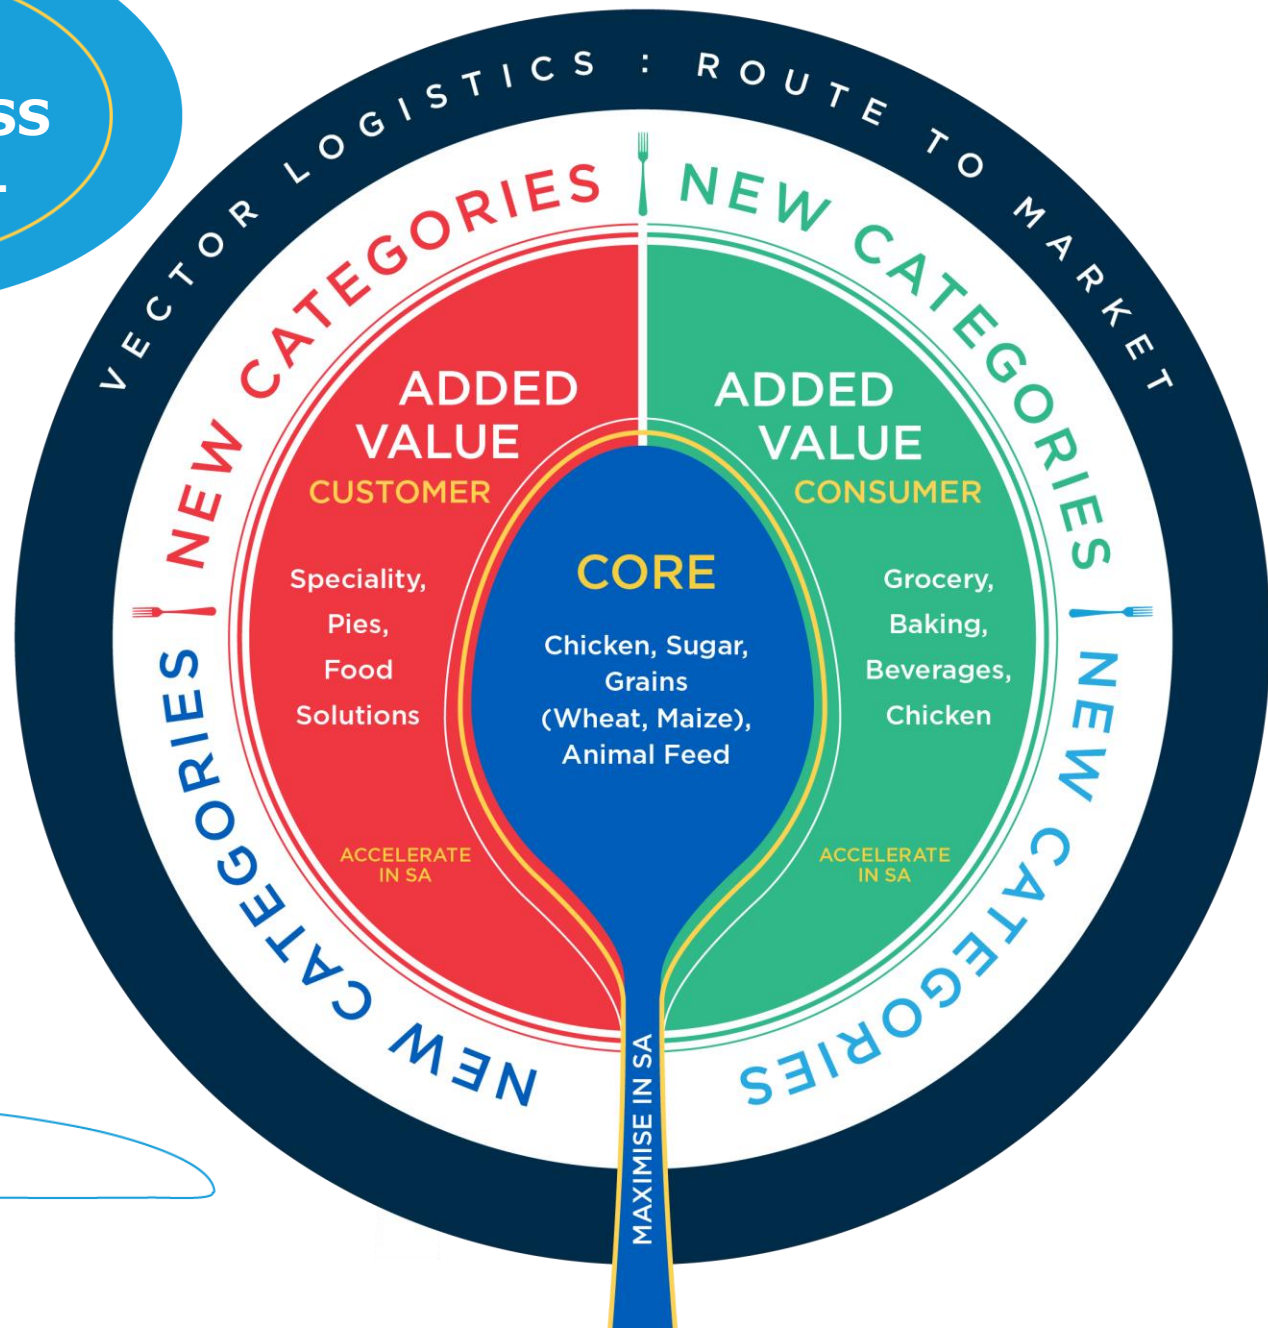 VECTOR LOGISTICS : ROUTE TO MARKET
NEW CATEGORIES
NEW CATEGORIES
NEW CATEGORIES
NEW CATEGORIES
ADDED
VALUE
CUSTOMER
Speciality,
Pies,
Food
Solutions
ACCELERATE
IN SA
CORE
Chicken, Sugar,
Grains
(Wheat, Maize),
Animal Feed
MAXIMISE IN SA
ADDED
VALUE
CONSUMER
Grocery,
Baking,
Beverages,
Chicken
ACCELERATE
IN SA